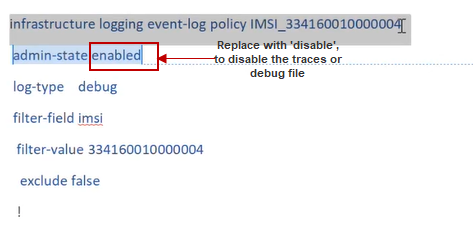 infrastructure logging event-log policy IMSI_334160010000004
admin-state enabled
Replace with 'disable',
to disable the traces or
debug file
log-type debug
filter-field imsi
filter-value 334160010000004
exclude false
!